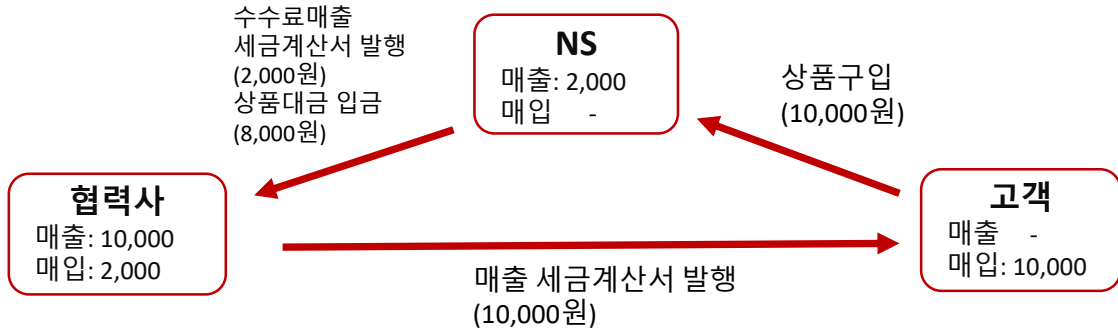 수수료매출
세금계산서 발행
(2,000원)
상품대금 입금
(8,000원)
NS
매출: 2,000
매입 -
상품구입
(10,000원)
협력사
매출: 10,000
매입: 2,000
고객
매출 -
매입: 10,000
매출 세금계산서 발행
(10,000원)